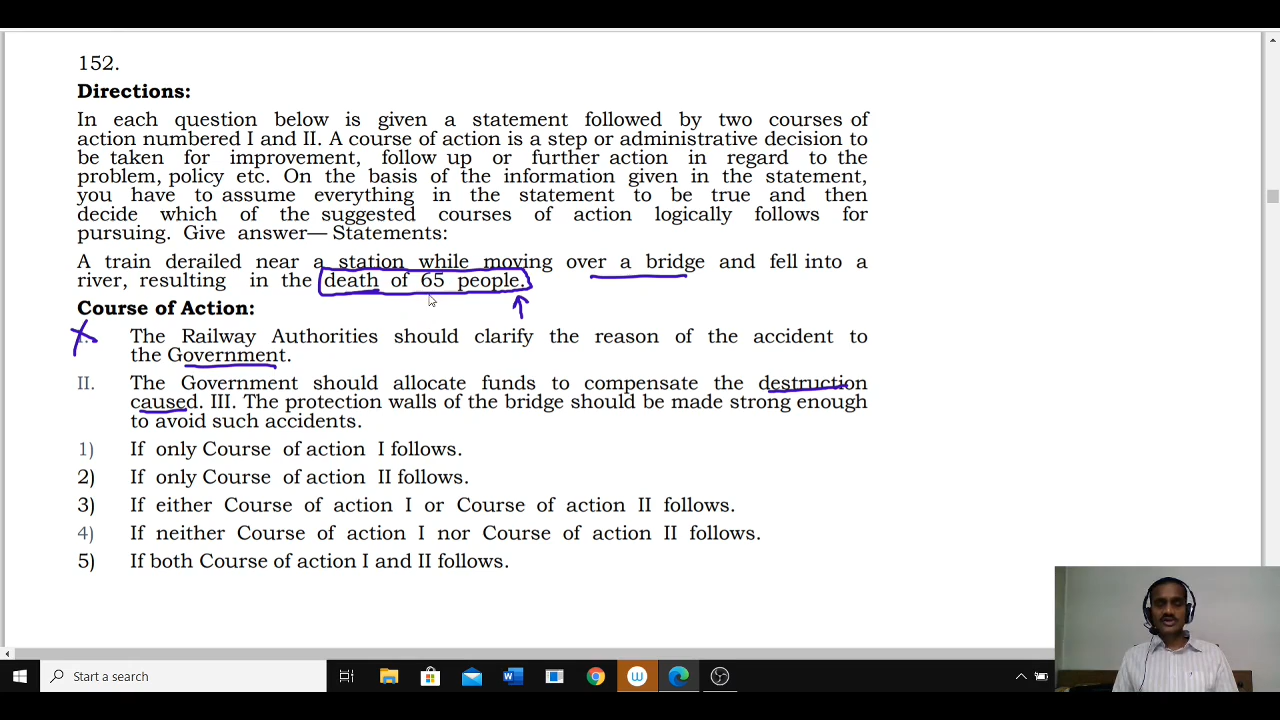 152.
Directions:
In each question below is given a statement followed by two courses of
action numbered I and II. A course of action is a step or administrative decision to
be taken for improvement, follow up or further action in regard to the
problem, policy etc. On the basis of the information given in the statement,
you have to assume everything in the statement to be true and then
decide which of the suggested courses of action logically follows for
pursuing. Give answer— Statements:
A train derailed near a station while moving over a bridge and fell into a
river, resulting in the death of 65 people.
Course of Action:
The Railway Authorities should clarify the reason of the accident to
the Government.
II. The Government should allocate funds to compensate the destruction
caused. III. The protection walls of the bridge should be made strong enough
to avoid such accidents.
1) If only Course of action I follows.
2) If only Course of action II follows.
3) If either Course of action I or Course of action II follows.
4) If neither Course of action I nor Course of action II follows.
5) If both Course of action I and II follows.
Start a search